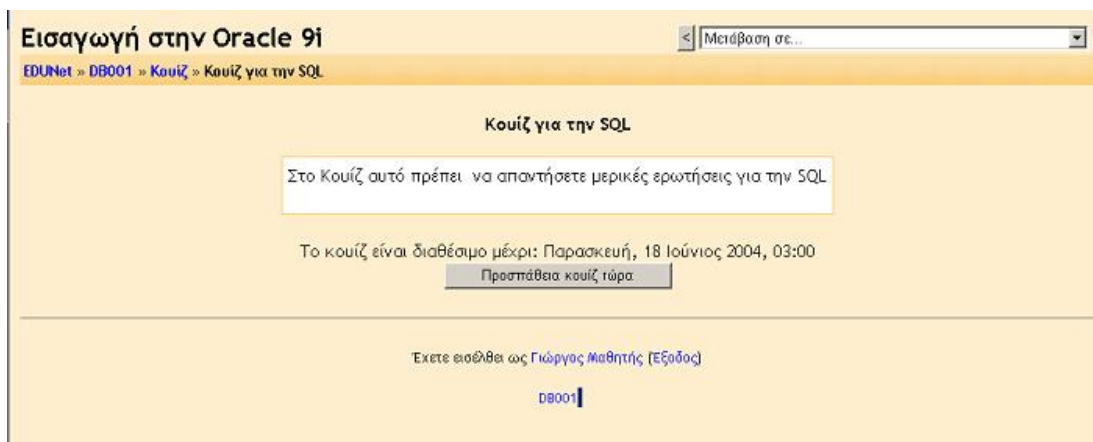 Εισαγωγή στην Oracle 9i
< Μετάβαση σε...
EDUNet » DB001 » Κουίζ » Κουίζ για την SQL
Κουίζ για την SQL
Στο Κουίζ αυτό πρέπει να απαντήσετε μερικές ερωτήσεις για την SQL
Το κουίζ είναι διαθέσιμο μέχρι: Παρασκευή, 18 Ιούνιος 2004, 03:00
Προσπάθεια κουίζ τώρα
Έχετε εισέλθει ως Γιώργος Μαθητής (Έξοδος)
DB001